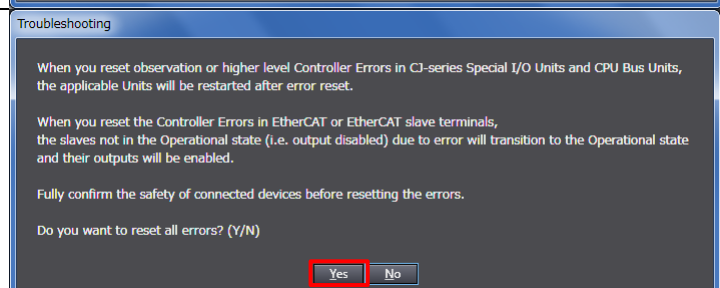 Troubleshooting
When you reset observation or higher level Controller Errors in CJ-series Special I/O Units and CPU Bus Units,
the applicable Units will be restarted after error reset.
When you reset the Controller Errors in EtherCAT or EtherCAT slave terminals,
the slaves not in the Operational state (i.e. output disabled) due to error will transition to the Operational state
and their outputs will be enabled.
Fully confirm the safety of connected devices before resetting the errors.
Do you want to reset all errors? (Y/N)
Yes No